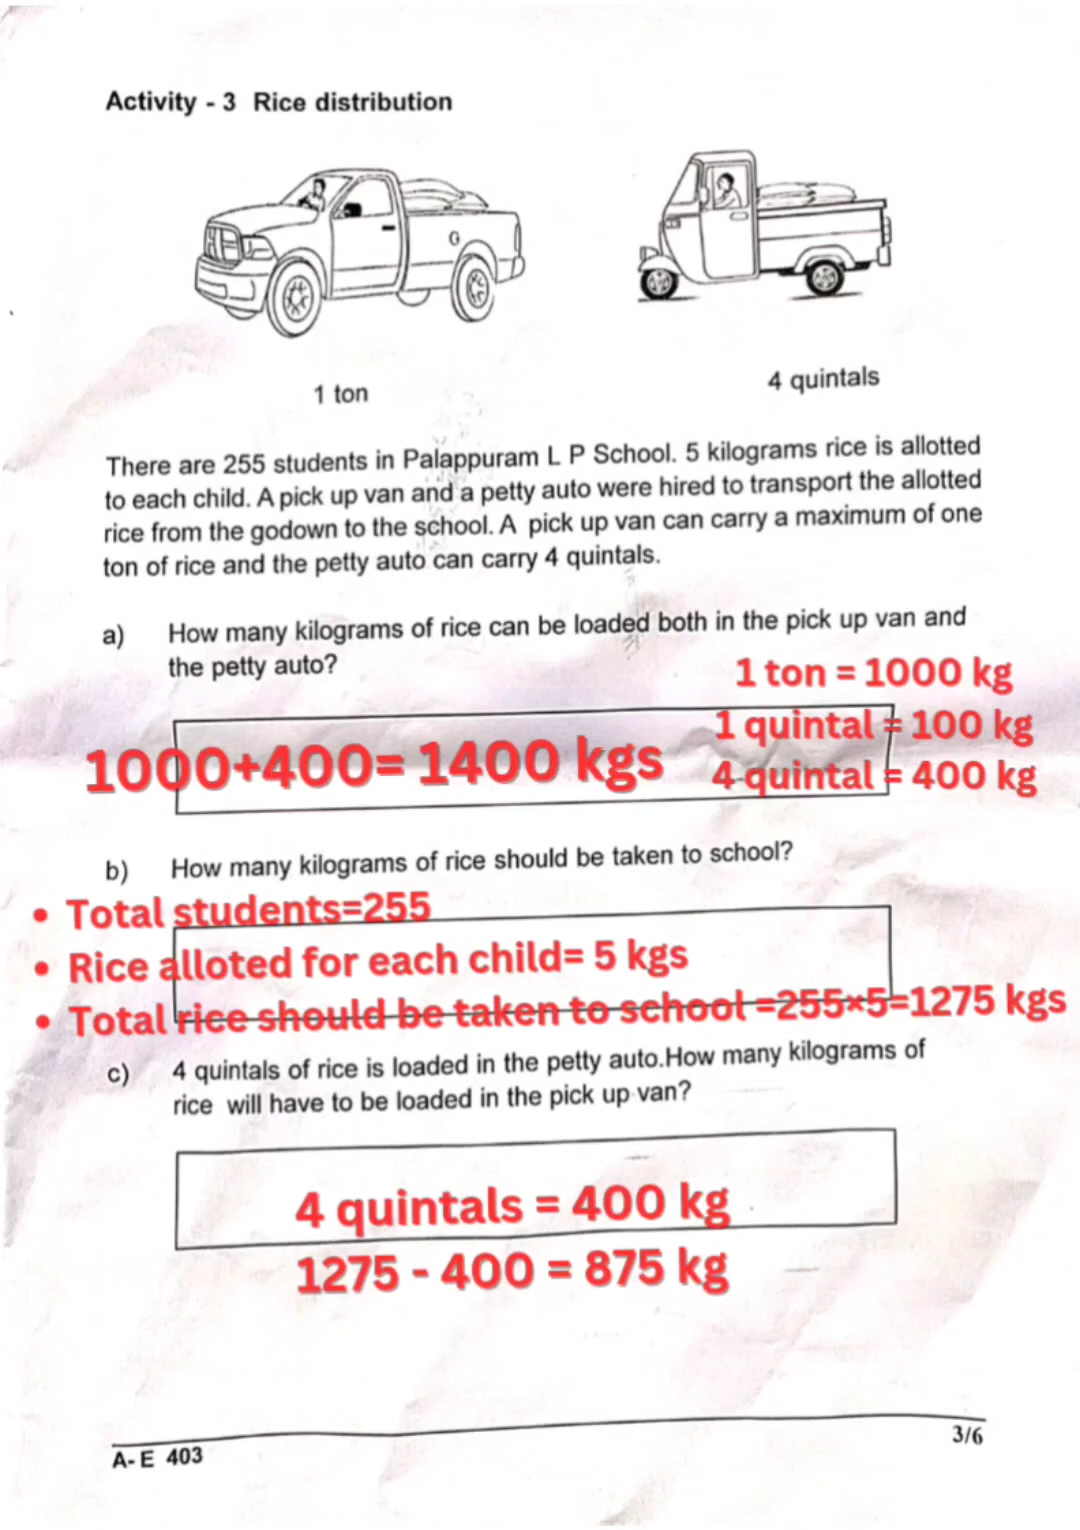 Activity - 3 Rice distribution
1 ton
4 quintals
There are 255 students in Palappuram L P School. 5 kilograms rice is allotted
to each child. A pick up van and a petty auto were hired to transport the allotted
rice from the godown to the school. A pick up van can carry a maximum of one
ton of rice and the petty auto can carry 4 quintals.
a) How many kilograms of rice can be loaded both in the pick up van and
the petty auto?
1 ton = 1000 kg
1 quintal = 100 kg
1000+400= 1400 kgs
4 quintal = 400 kg
b) How many kilograms of rice should be taken to school?
• Total students=255
• Rice alloted for each child= 5 kgs
• Total rice should be taken to school =255×5=1275 kgs
c) 4 quintals of rice is loaded in the petty auto.How many kilograms of
rice will have to be loaded in the pick up van?
4 quintals = 400 kg
1275 - 400 = 875 kg
A- E 403
3/6